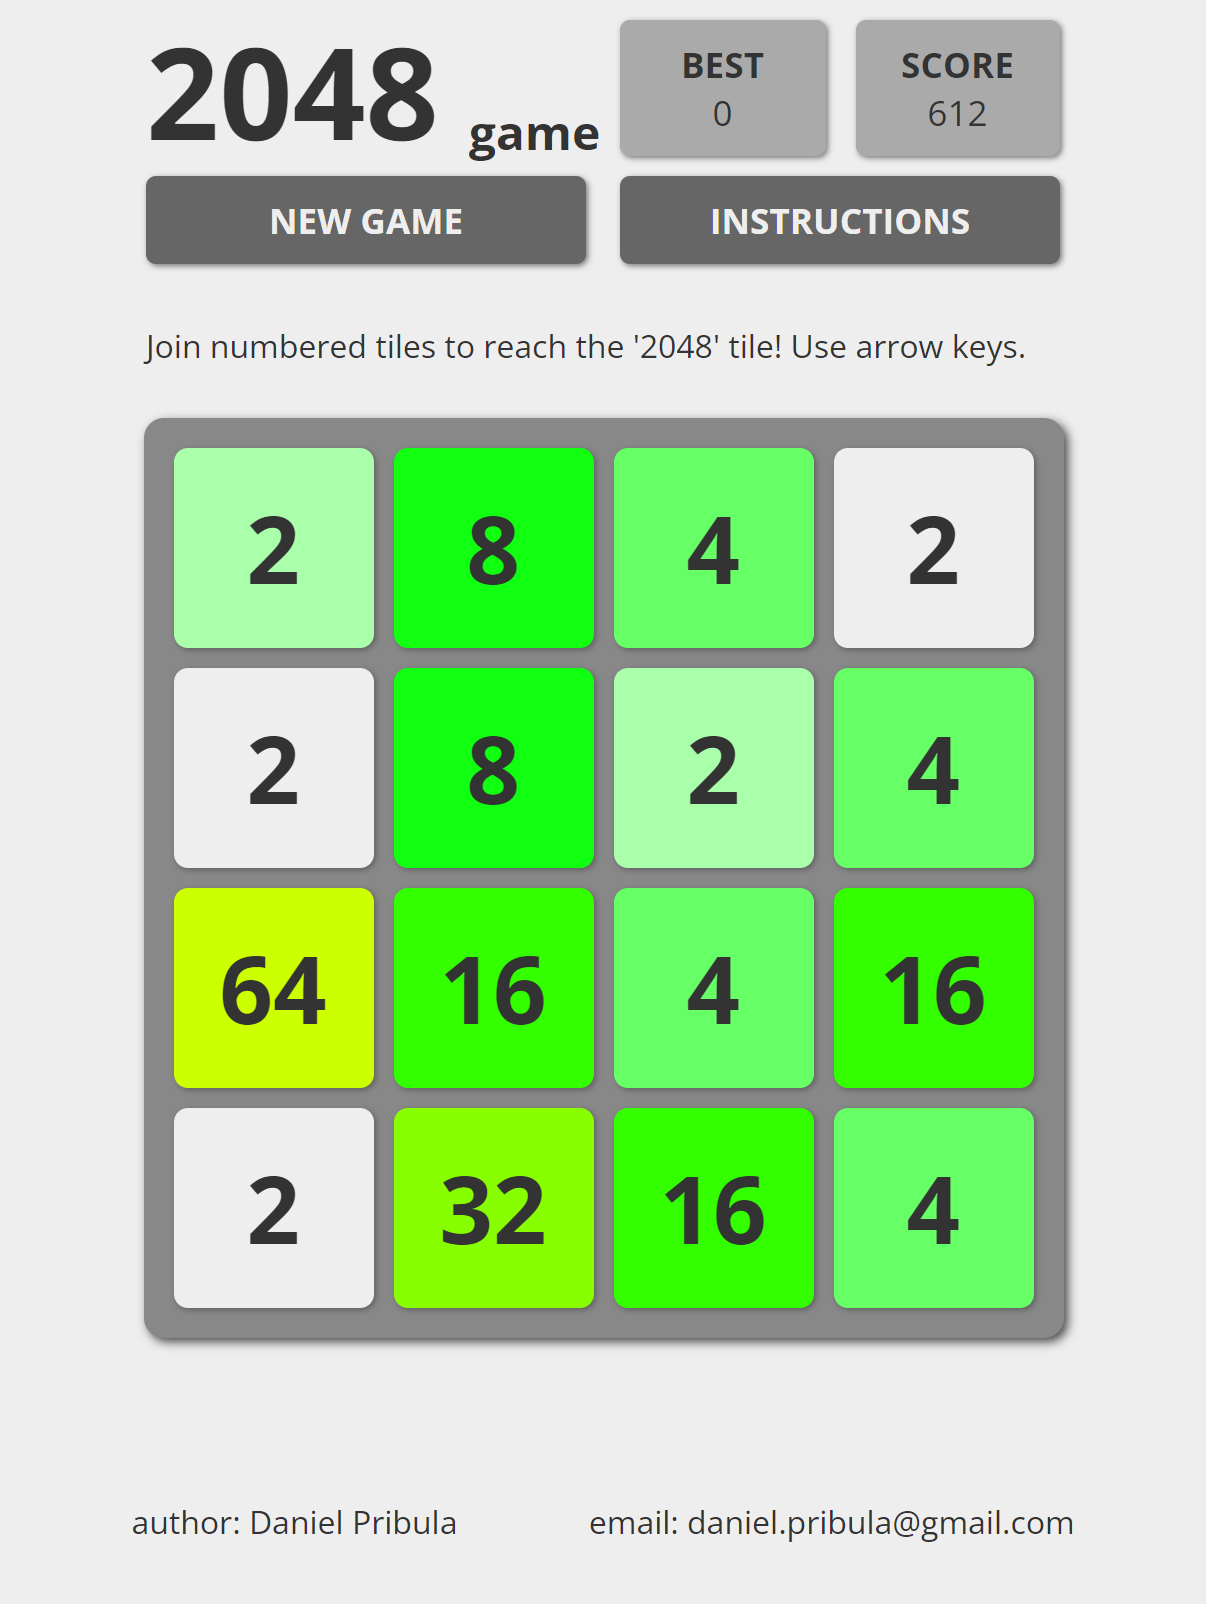 2048 game
BEST
0
SCORE
612
NEW GAME
INSTRUCTIONS
Join numbered tiles to reach the '2048' tile! Use arrow keys.
2 8 4 2
2 8 2 4
64 16 4 16
2 32 16 4
author: Daniel Pribula
email: daniel.pribula@gmail.com